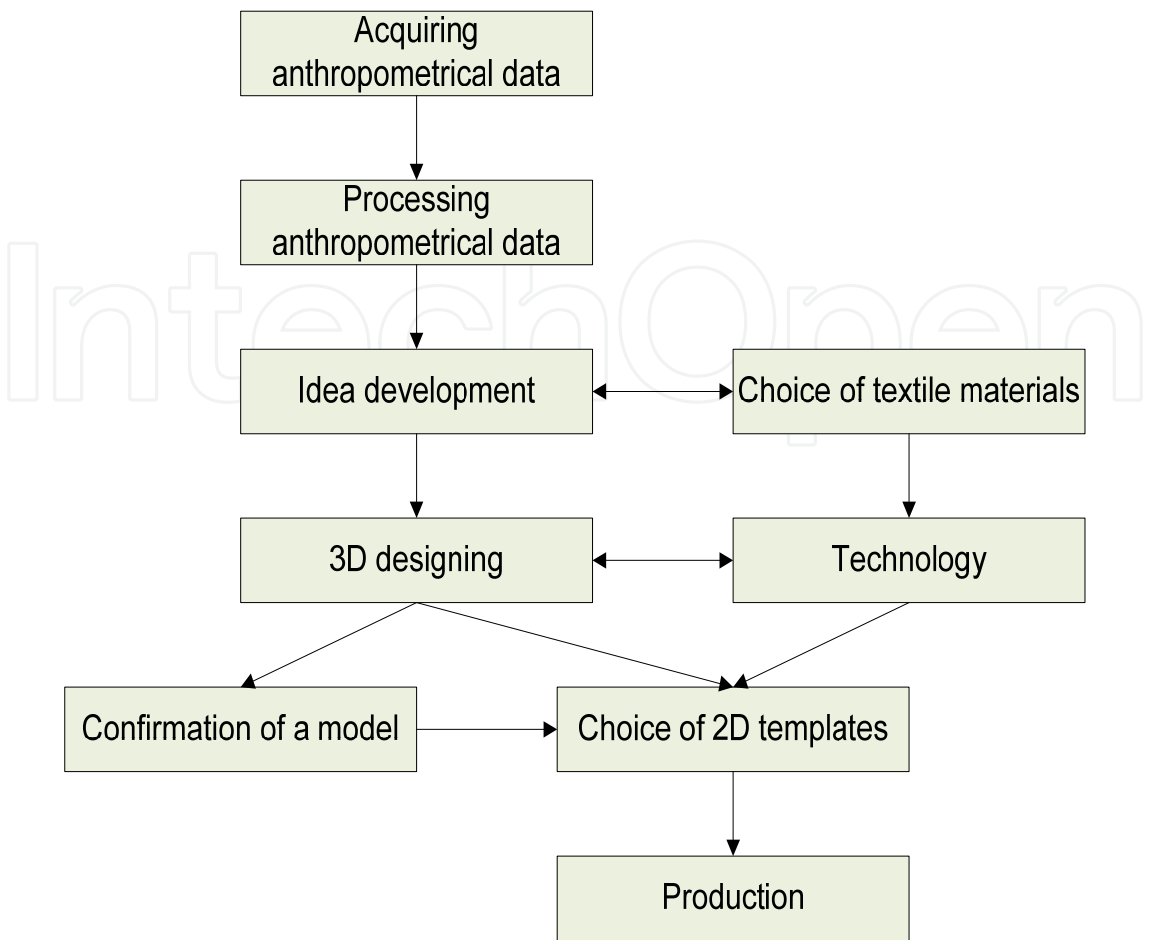 Acquiring
anthropometrical data
Processing
anthropometrical data
IntechOpen
Idea development
Choice of textile materials
3D designing
Technology
Confirmation of a model
Choice of 2D templates
Production